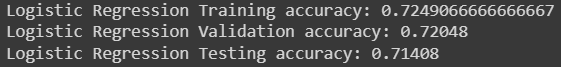 Logistic Regression Training accuracy: 0.7249066666666667
Logistic Regression Validation accuracy: 0.72048
Logistic Regression Testing accuracy: 0.71408